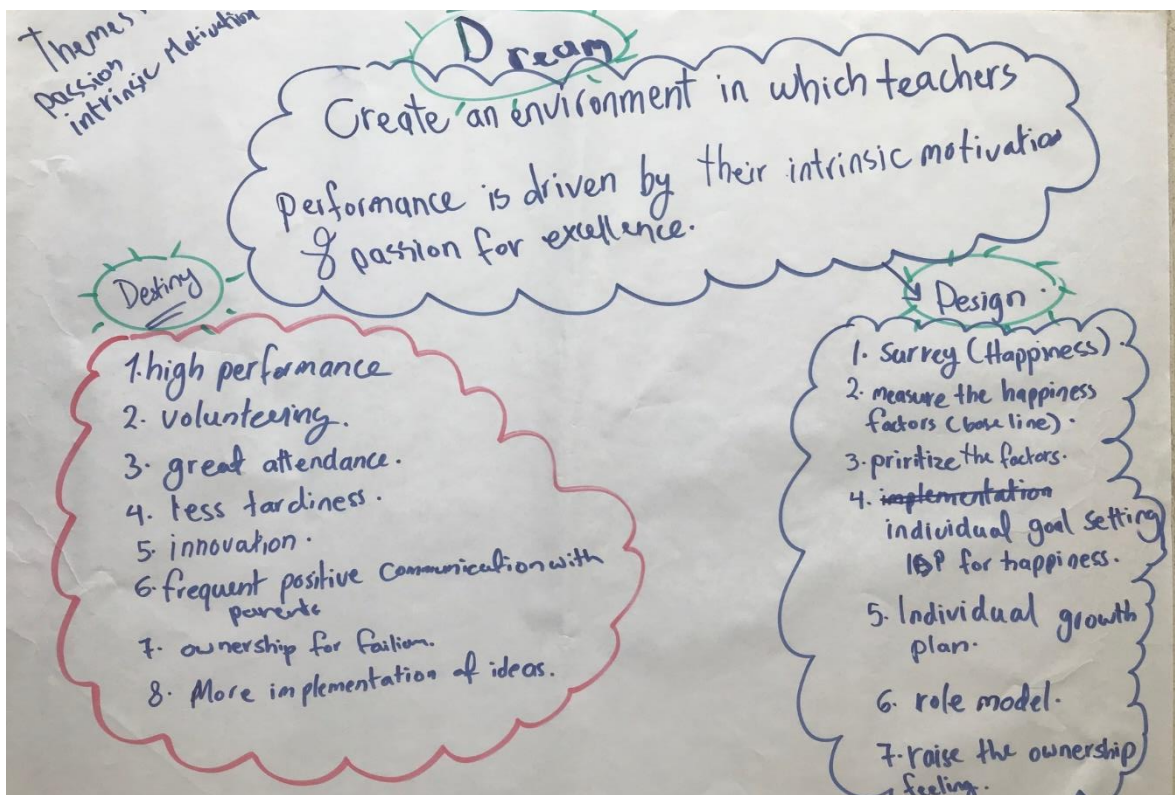 Themes
Passion
intrinsic Motivation
Dream
Create an environment in which teachers
performance is driven by their intrinsic motivation
& passion for excellence.
Destiny
1. high performance
2. volunteering.
3. great attendance.
4. less tardiness.
5. innovation.
6. frequent positive communication with
parents
7. ownership for
8. More implementation of ideas.
Design.
1. Survey (Happiness).
2. measure the happiness
factors (base line).
3. priritize the factors.
4. implementation
individual goal setting
for happiness.
5. Individual growth
plan.
6. role model.
7. raise the ownership
feeling.